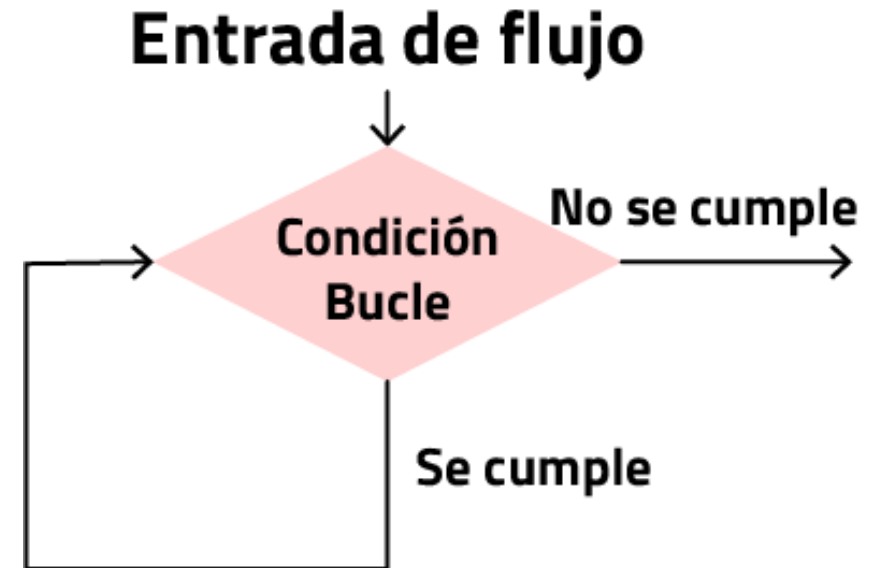 Entrada de flujo
No se cumple
Condición
Bucle
Se cumple